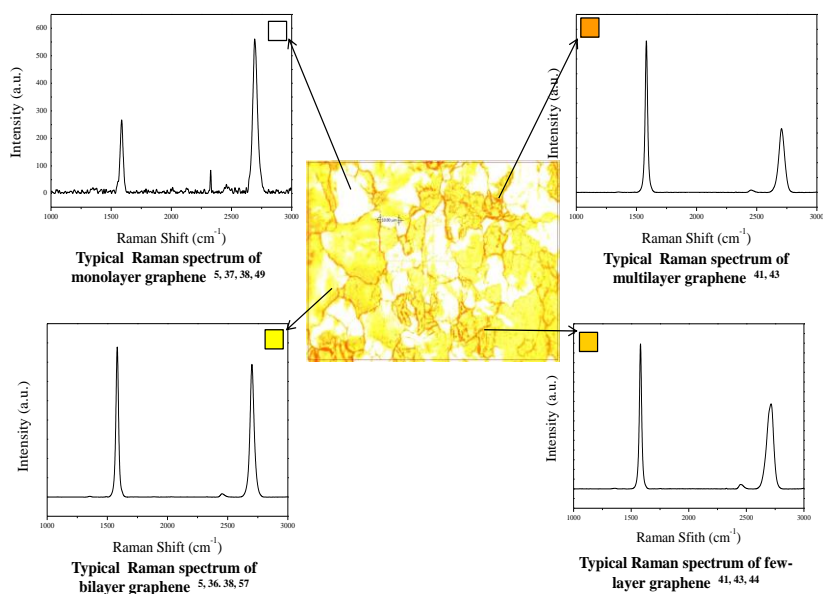 600
500
400
300
200
100
0
Intensity (a.u.)
1000 1500 2000 2500 3000
Raman Shift (cm-1)
Typical Raman spectrum of
monolayer graphene 5, 37, 38, 49
Intensity (a.u.)
1000 1500 2000 2500 3000
Raman Shift (cm-1)
Typical Raman spectrum of
multilayer graphene 41, 43
Intensity (a.u.)
1000 1500 2000 2500 3000
Raman Shift (cm-1)
Typical Raman spectrum of
bilayer graphene 5, 36. 38, 57
Intensity (a.u.)
1000 1500 2000 2500 3000
Raman Sfith (cm-1)
Typical Raman spectrum of few-
layer graphene 41, 43, 44